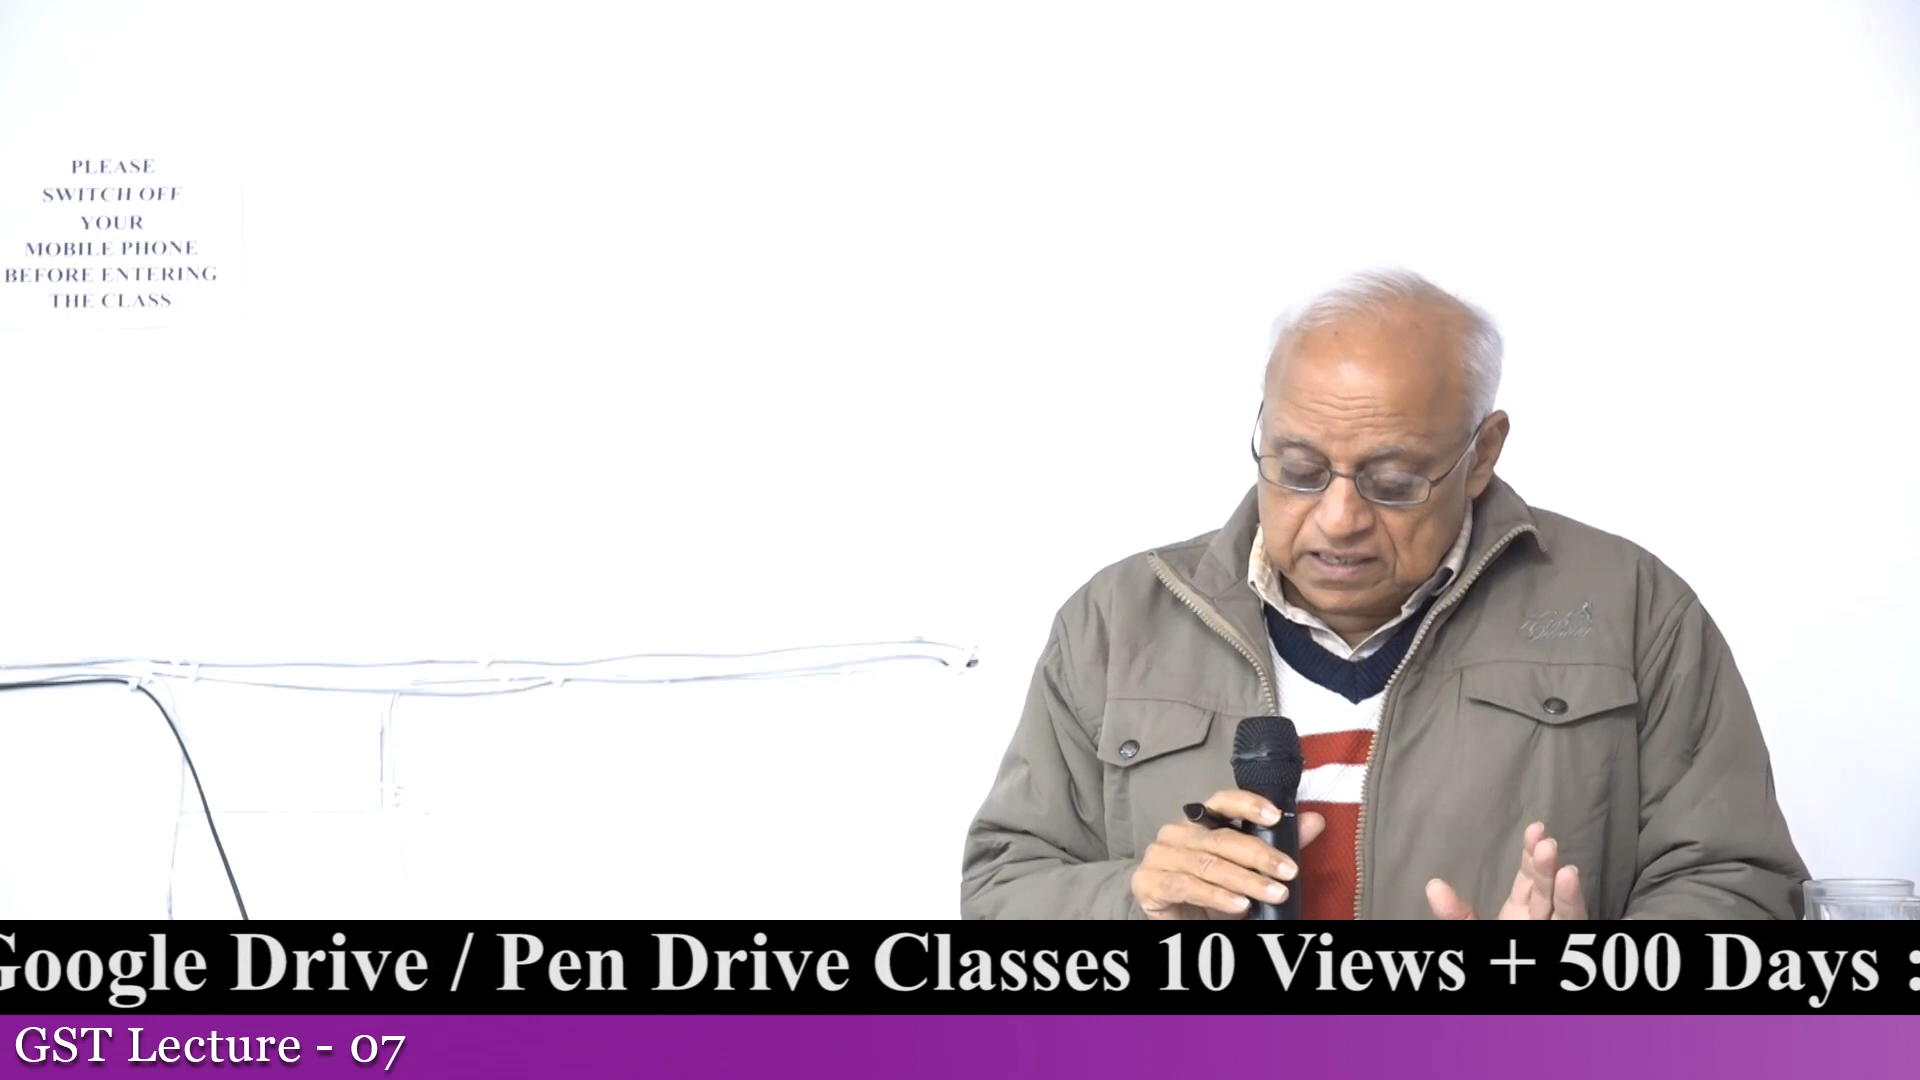 PLEASE
SWITCH OFF
YOUR
MOBILE PHONE
BEFORE ENTERING
THE CLASS
Google Drive / Pen Drive Classes 10 Views + 500 Days :
GST Lecture - 07